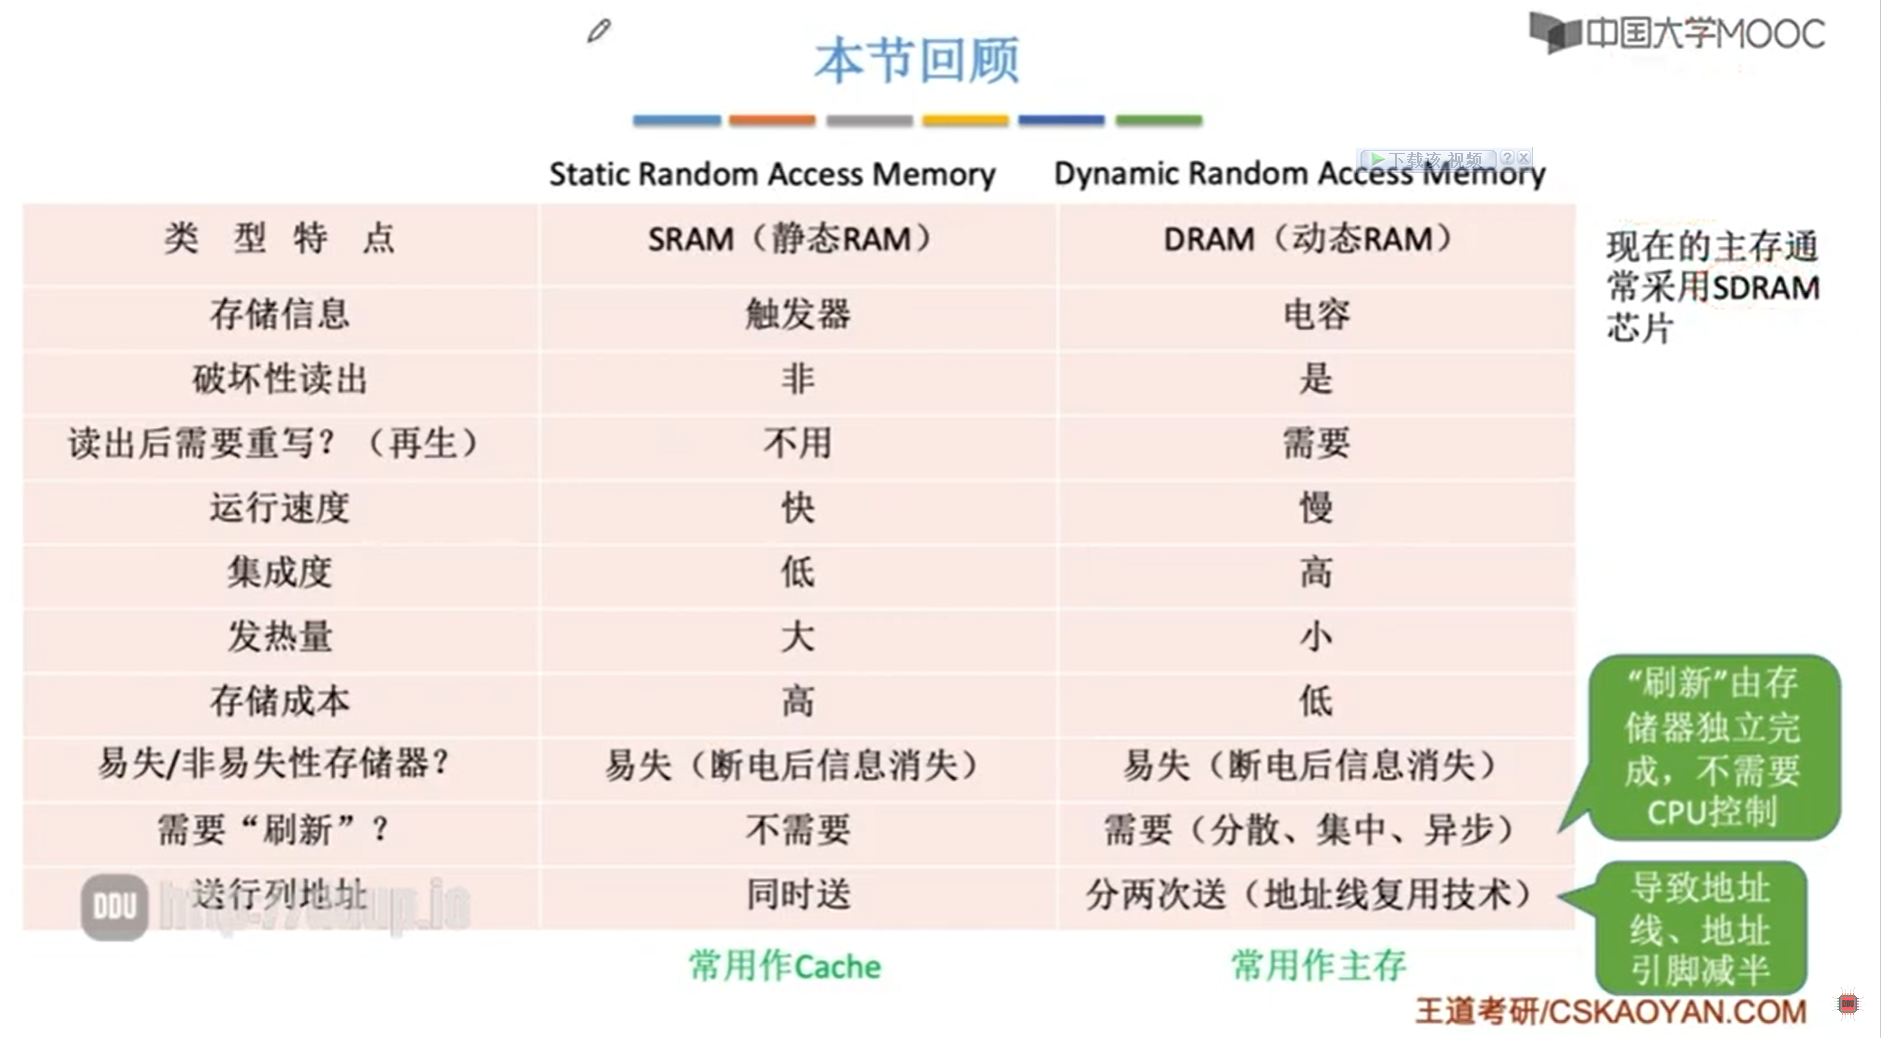 中国大学MOOC
本节回顾
下载该视频 ? X
Static Random Access Memory
Dynamic Random Access Memory
类 型 特 点
SRAM（静态RAM）
DRAM（动态RAM）
存储信息
触发器
电容
破坏性读出
非
是
读出后需要重写？（再生）
不用
需要
运行速度
快
慢
集成度
低
高
发热量
大
小
存储成本
高
低
易失/非易失性存储器？
易失（断电后信息消失）
易失（断电后信息消失）
需要“刷新”？
不需要
需要（分散、集中、异步）
送行列地址
同时送
分两次送（地址线复用技术）
常用作Cache
常用作主存
现在的主存通
常采用SDRAM
芯片
“刷新”由存
储器独立完
成，不需要
CPU控制
导致地址
线、地址
引脚减半
DDU
王道考研/CSKAOYAN.COM